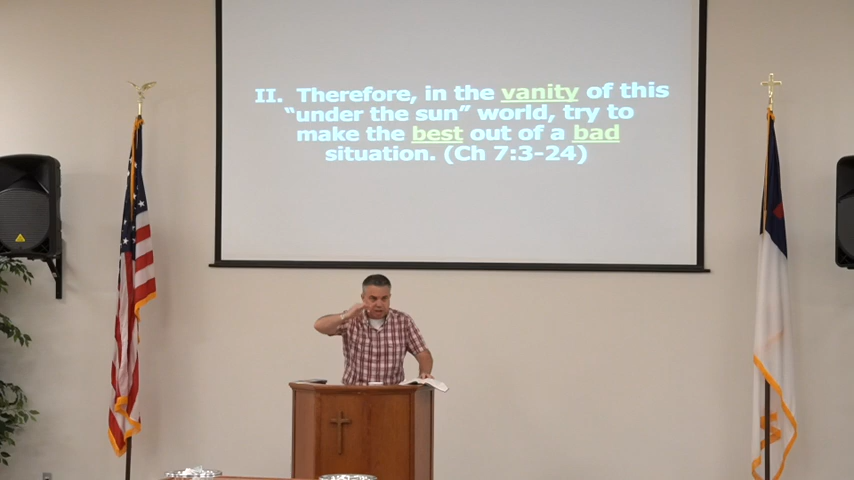 II. Therefore, in the vanity of this
“under the sun” world, try to
make the best out of a bad
situation. (Ch 7:3-24)